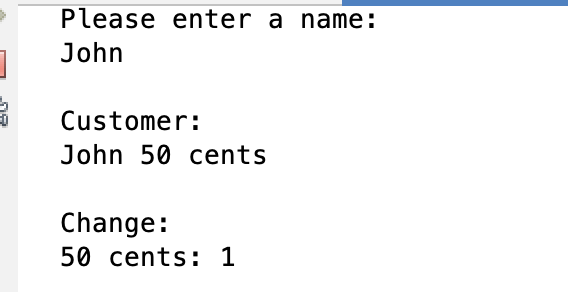 Please enter a name:
John
Customer:
John 50 cents
Change:
50 cents: 1